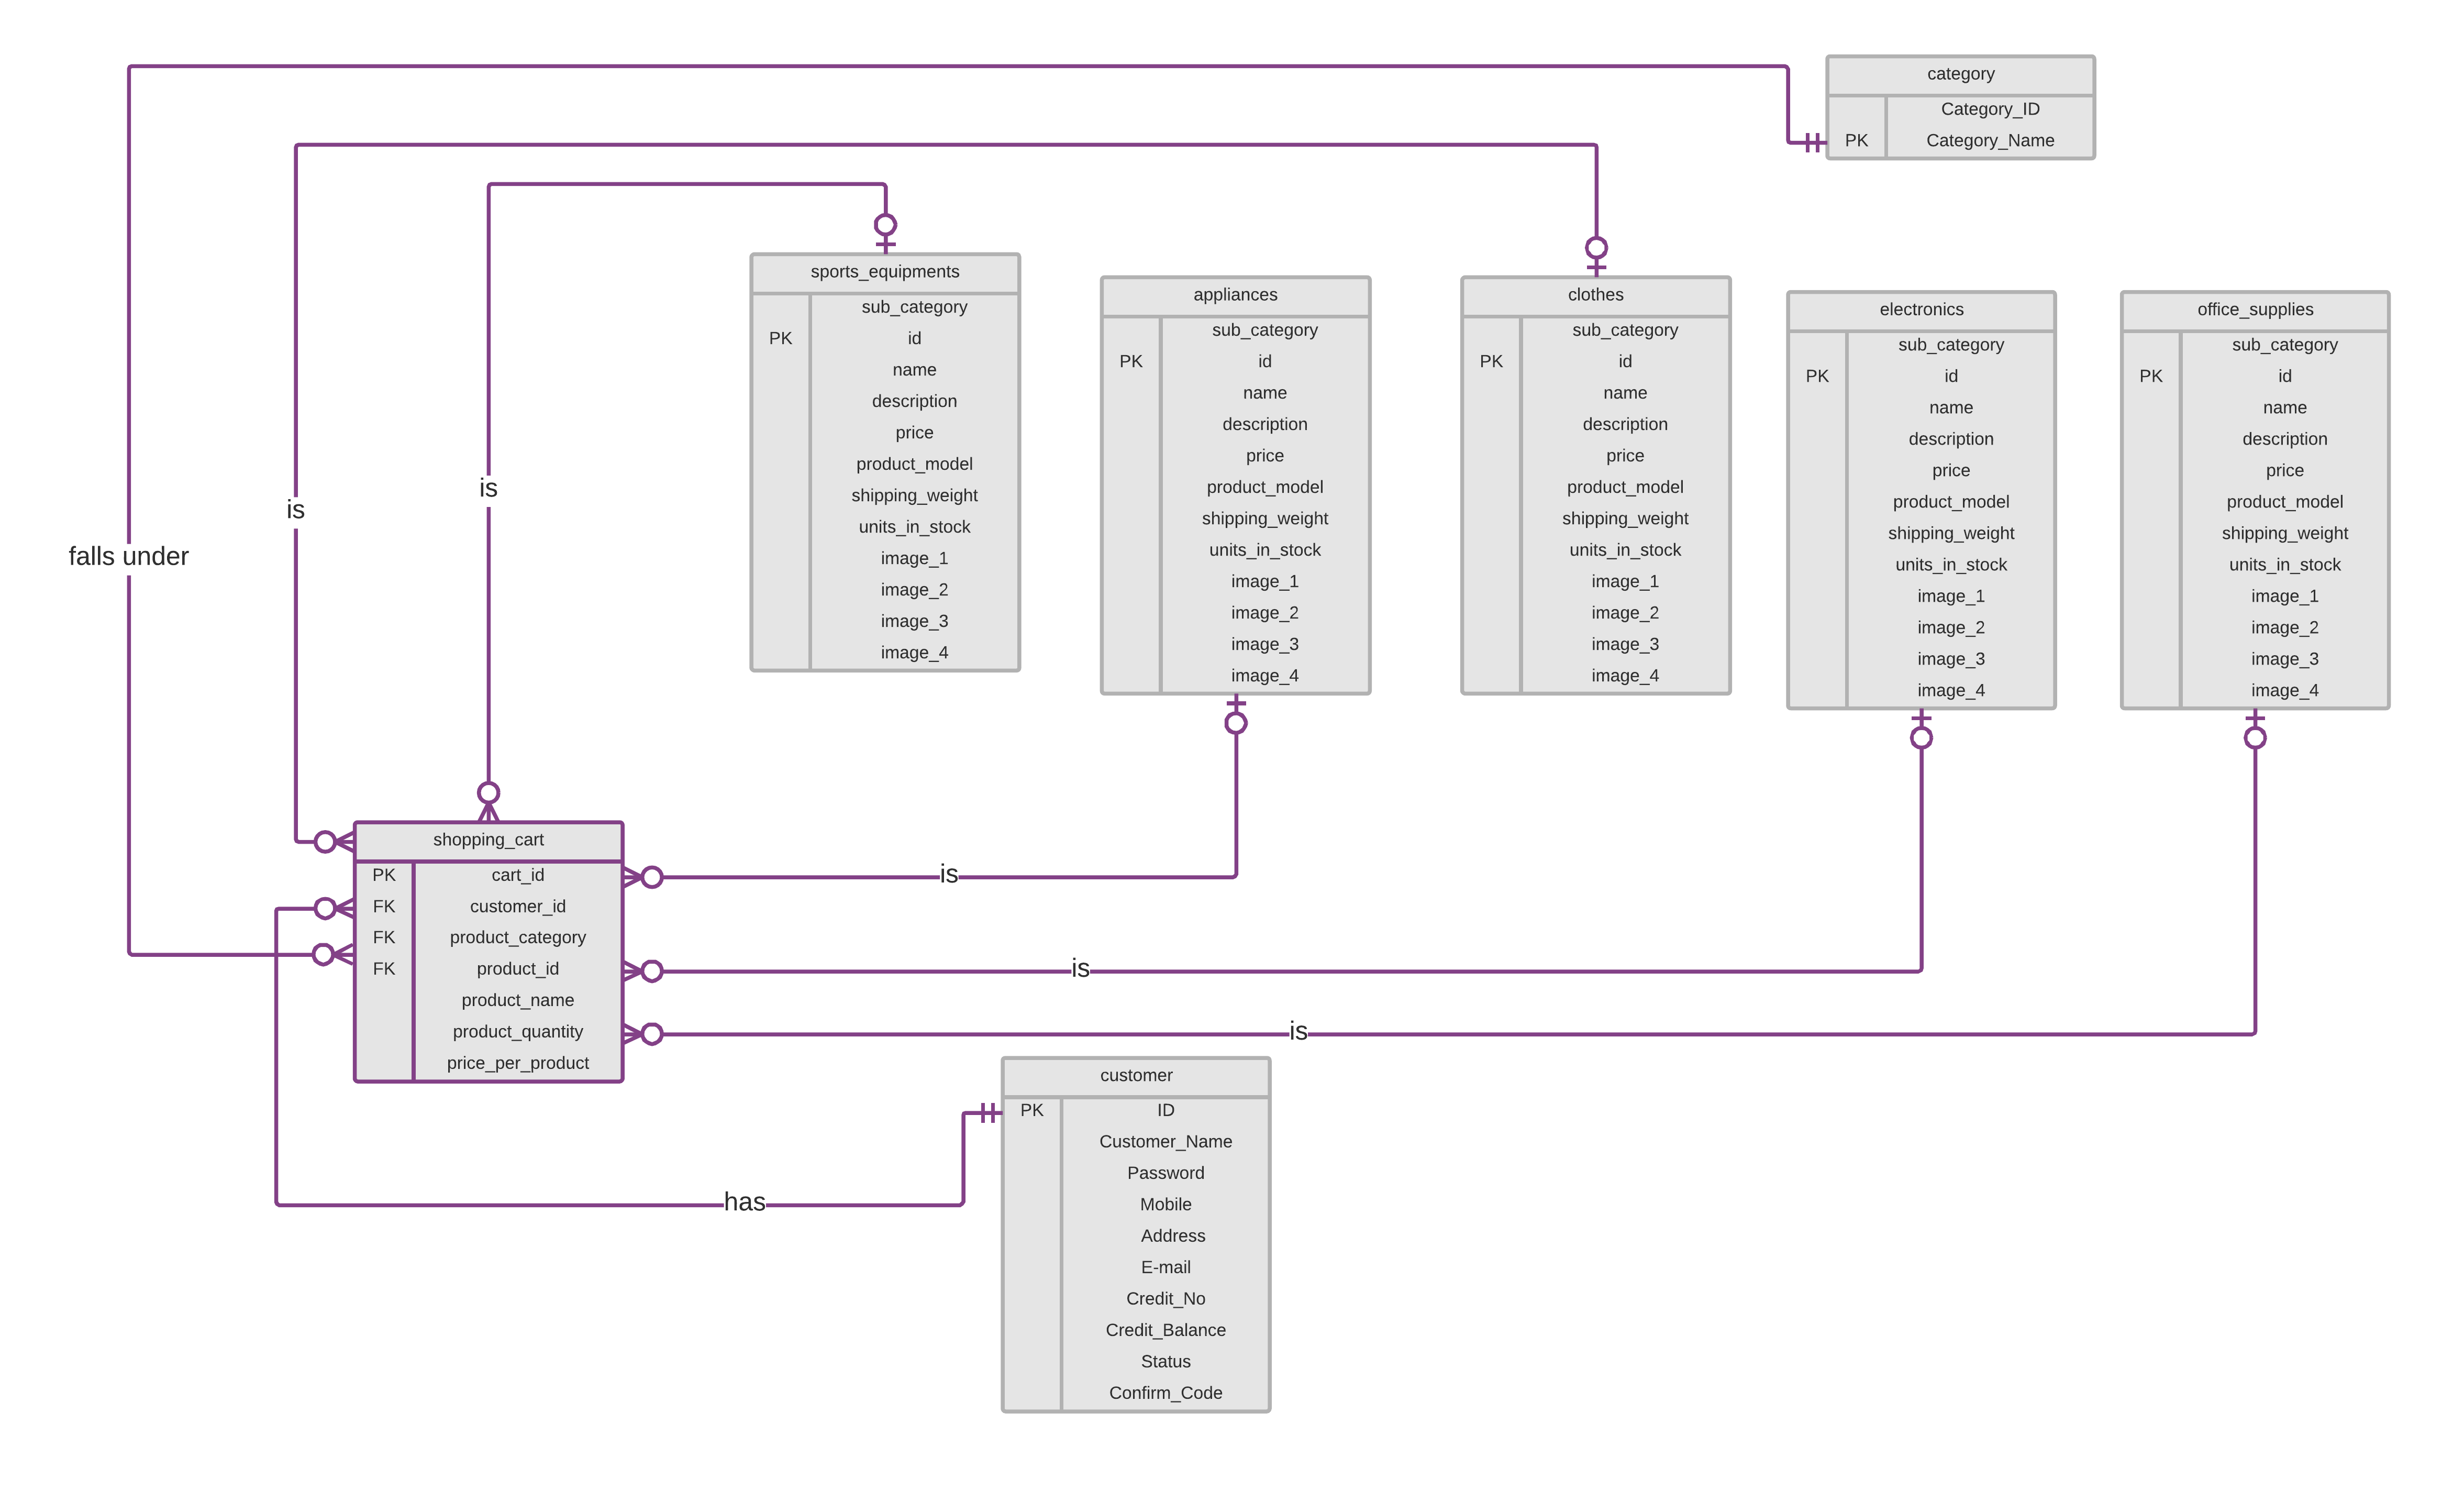 category
Category_ID
PK Category_Name
sports_equipments
sub_category
PK id
name
description
price
product_model
shipping_weight
units_in_stock
image_1
image_2
image_3
image_4
appliances
sub_category
PK id
name
description
price
product_model
shipping_weight
units_in_stock
image_1
image_2
image_3
image_4
clothes
sub_category
PK id
name
description
price
product_model
shipping_weight
units_in_stock
image_1
image_2
image_3
image_4
electronics
sub_category
PK id
name
description
price
product_model
shipping_weight
units_in_stock
image_1
image_2
image_3
image_4
office_supplies
sub_category
PK id
name
description
price
product_model
shipping_weight
units_in_stock
image_1
image_2
image_3
image_4
is
is
falls under
shopping_cart
PK cart_id
FK customer_id
FK product_category
FK product_id
product_name
product_quantity
price_per_product
is
is
is
has
customer
PK ID
Customer_Name
Password
Mobile
Address
E-mail
Credit_No
Credit_Balance
Status
Confirm_Code